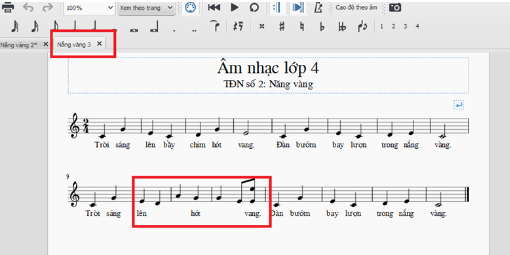 100% Xem theo trang Cao độ theo âm
1 2 3 4
Nắng vàng 2* × Nắng vàng 3 ×
Âm nhạc lớp 4
TĐN số 2: Năng vàng
Trời sáng lên bầy chim hót vang. Đàn bướm bay lượn trong nắng vàng.
9
Trời sáng lên hót vang. Đàn bướm bay lượn trong nắng vàng.